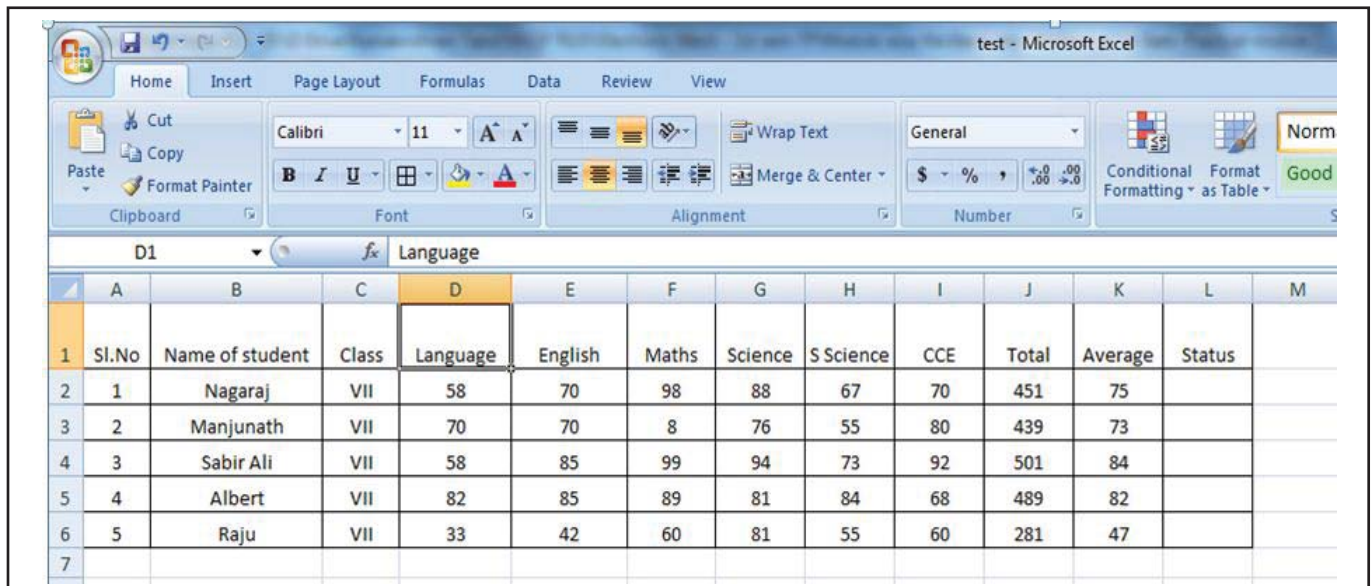 test - Microsoft Excel
Home Insert Page Layout Formulas Data Review View
Cut
Copy
Format Painter
Paste
Clipboard
Calibri 11 A A
B I U A
Font
Wrap Text
Merge & Center
Alignment
General
$ % , .0 .00 .00 .0
Number
Conditional Formatting
Format as Table
Norm
Good
S
D1 fx Language
A B C D E F G H I J K L M
1 Sl.No Name of student Class Language English Maths Science S Science CCE Total Average Status
2 1 Nagaraj VII 58 70 98 88 67 70 451 75
3 2 Manjunath VII 70 70 8 76 55 80 439 73
4 3 Sabir Ali VII 58 85 99 94 73 92 501 84
5 4 Albert VII 82 85 89 81 84 68 489 82
6 5 Raju VII 33 42 60 81 55 60 281 47
7